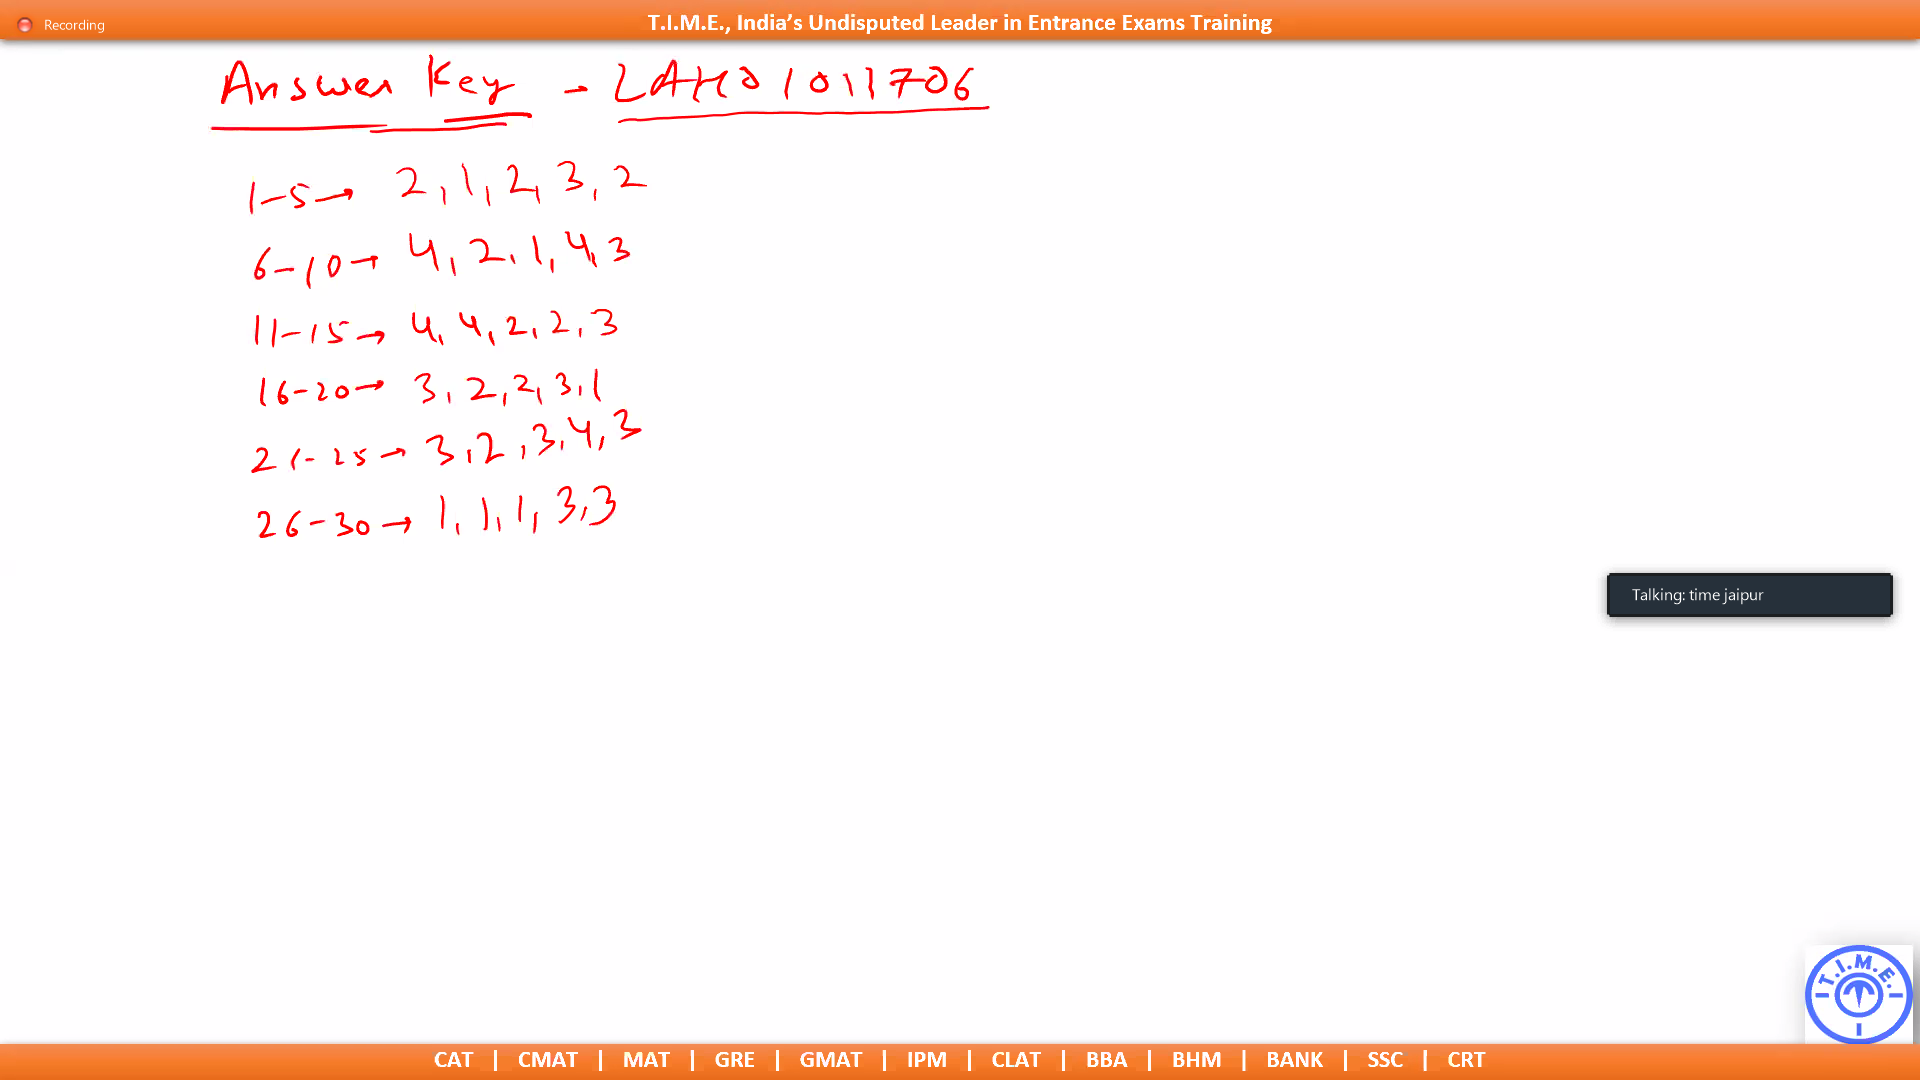 Recording
T.I.M.E., India's Undisputed Leader in Entrance Exams Training
Answer Key - LAH01011706
1-5→ 2, 1, 2, 3, 2
6-10→ 4, 2, 1, 4, 3
11-15→ 4, 4, 2, 2, 3
16-20→ 3, 2, 2, 3, 1
21-25→ 3, 2, 3, 4, 3
26-30→ 1, 1, 1, 3, 3
Talking: time jaipur
T.I.M.E.
CAT | CMAT | MAT | GRE | GMAT | IPM | CLAT | BBA | BHM | BANK | SSC | CRT